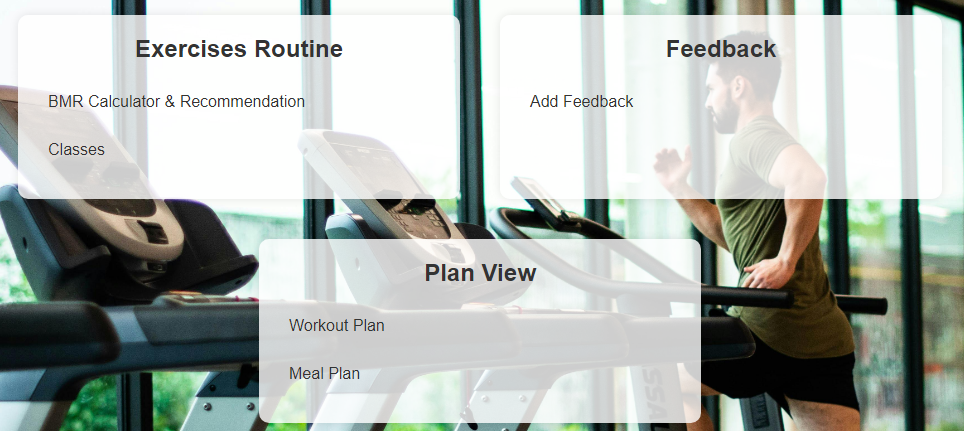 Exercises Routine
BMR Calculator & Recommendation
Classes
Feedback
Add Feedback
Plan View
Workout Plan
Meal Plan